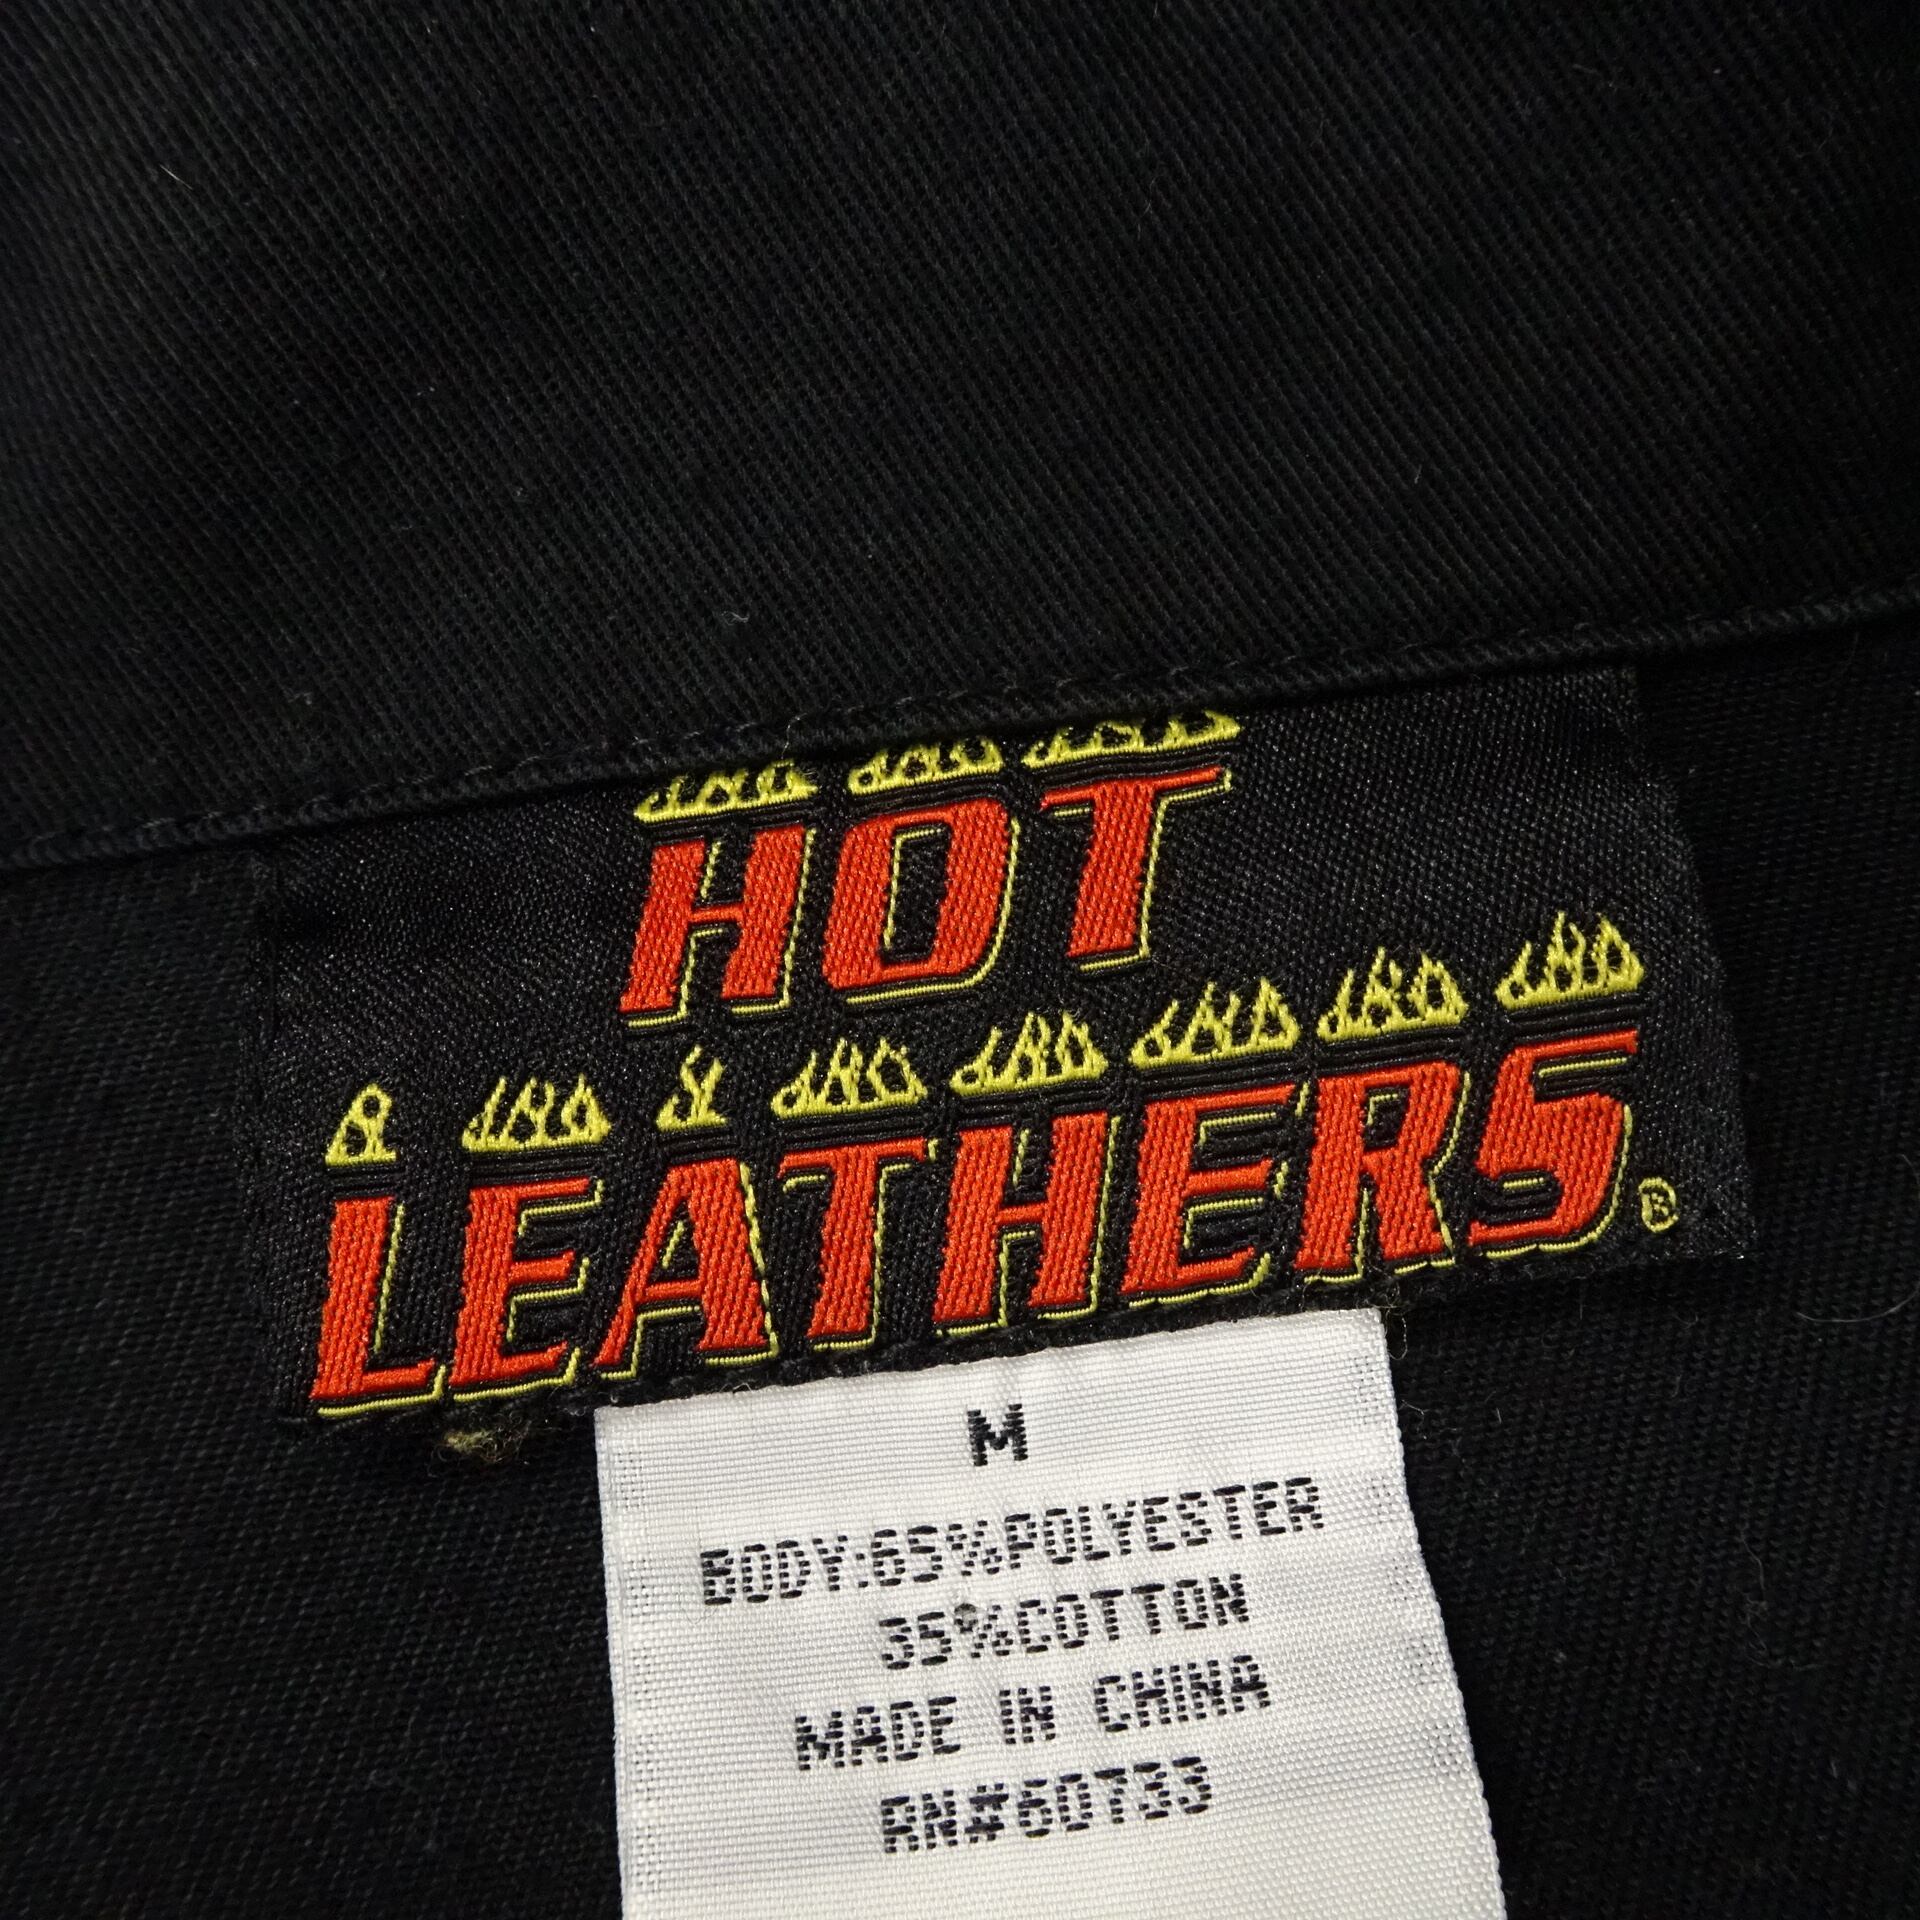 HOT
LEATHERS®
M
BODY:65%POLYESTER
35%COTTON
MADE IN CHINA
RN#60733